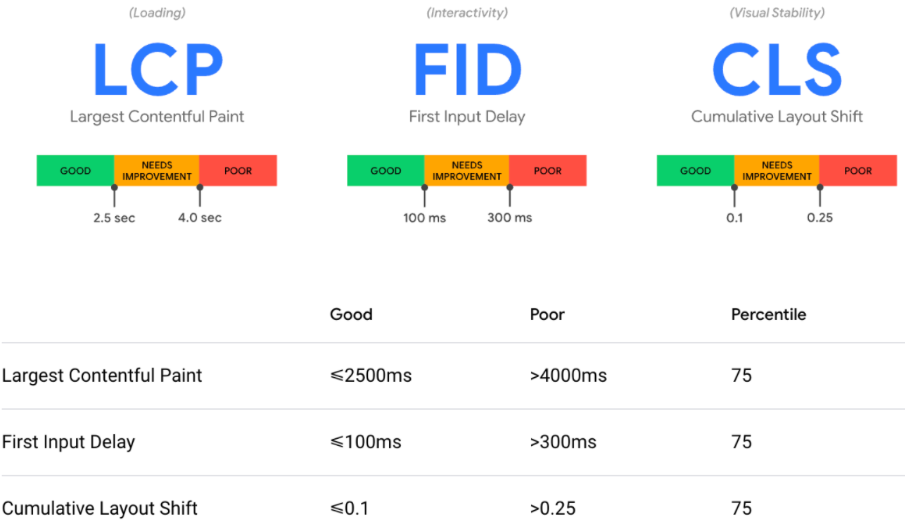 (Loading) (Interactivity) (Visual Stability)
LCP FID CLS
Largest Contentful Paint First Input Delay Cumulative Layout Shift
GOOD NEEDS IMPROVEMENT POOR GOOD NEEDS IMPROVEMENT POOR GOOD NEEDS IMPROVEMENT POOR
2.5 sec 4.0 sec 100 ms 300 ms 0.1 0.25
Good Poor Percentile
Largest Contentful Paint ≤2500ms >4000ms 75
First Input Delay ≤100ms >300ms 75
Cumulative Layout Shift ≤0.1 >0.25 75